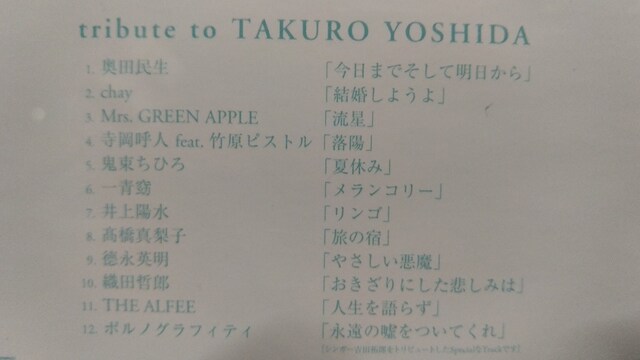 tribute to TAKURO YOSHIDA
1. 奥田民生 「今日までそして明日から」
2. chay 「結婚しようよ」
3. Mrs. GREEN APPLE 「流星」
4. 寺岡呼人 feat. 竹原ピストル 「落陽」
5. 鬼束ちひろ 「夏休み」
6. 一青窈 「メランコリー」
7. 井上陽水 「リンゴ」
8. 髙橋真梨子 「旅の宿」
9. 德永英明 「やさしい悪魔」
10. 織田哲郎 「おきざりにした悲しみは」
11. THE ALFEE 「人生を語らず」
12. ポルノグラフィティ 「永遠の嘘をついてくれ」